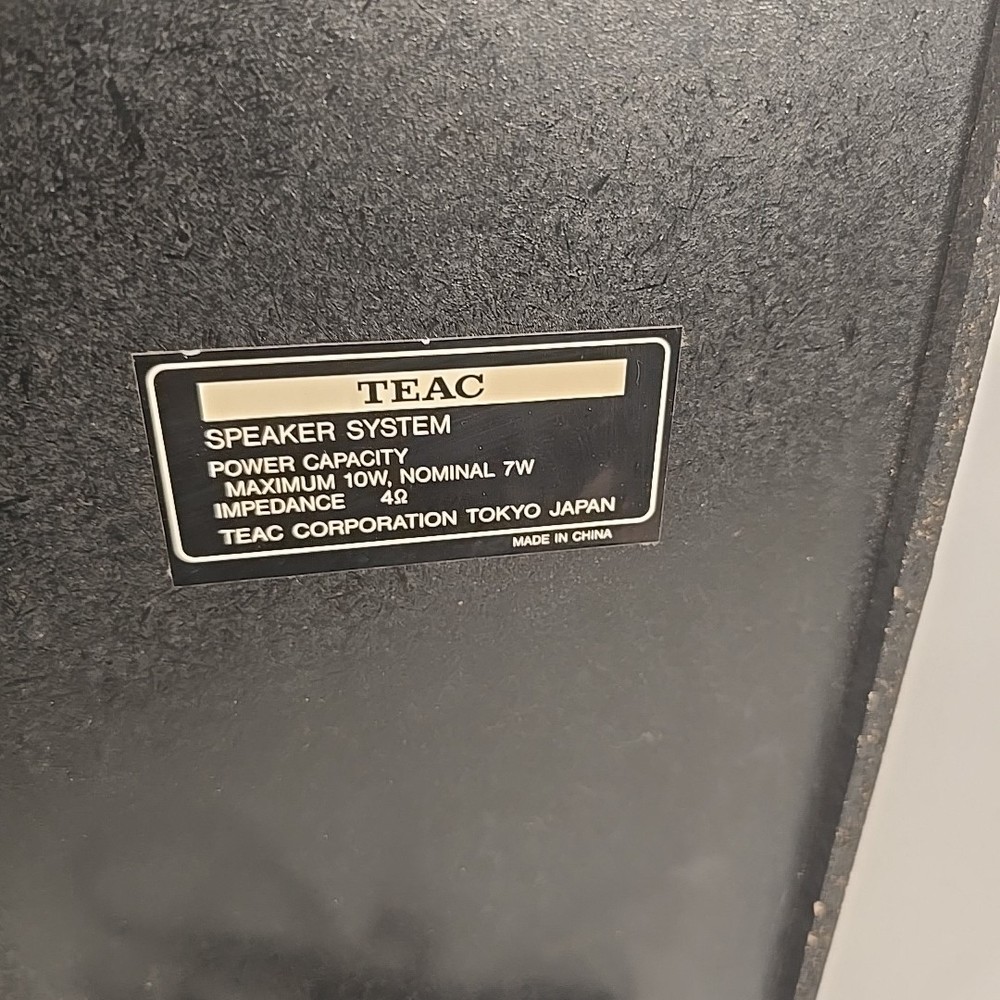 TEAC
SPEAKER SYSTEM
POWER CAPACITY
MAXIMUM 10W, NOMINAL 7W
IMPEDANCE 4Ω
TEAC CORPORATION TOKYO JAPAN
MADE IN CHINA